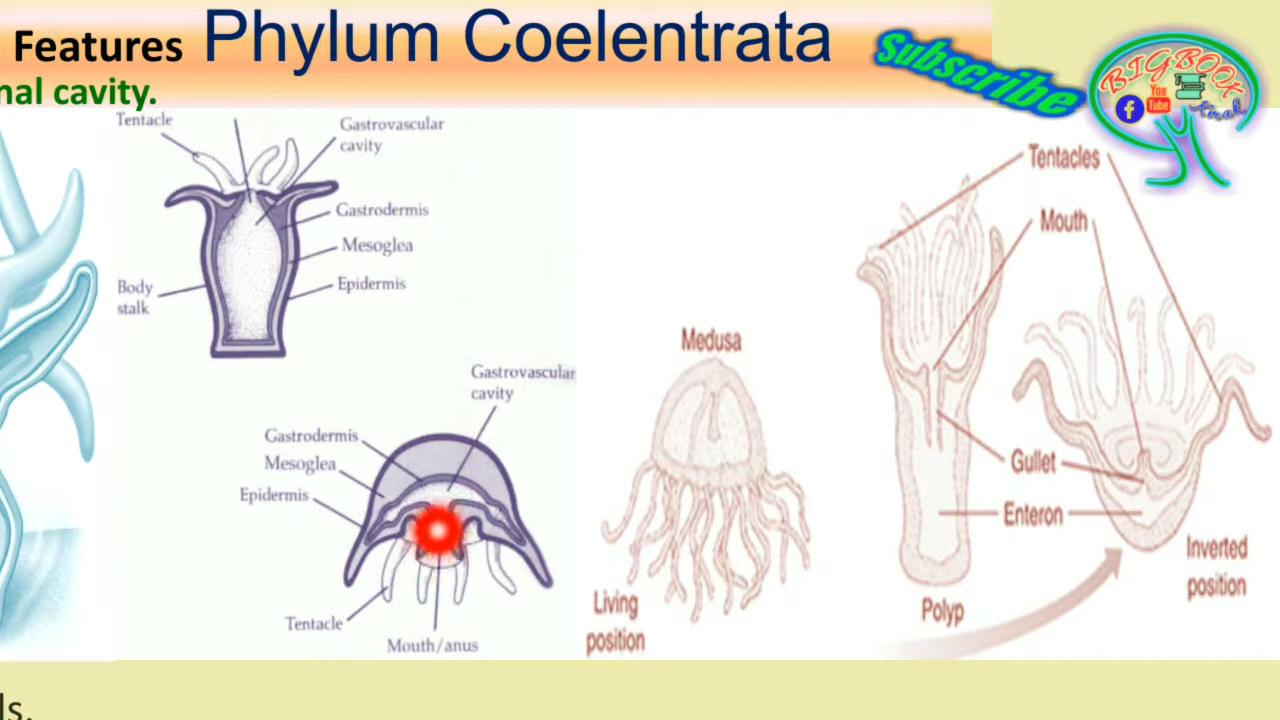 Features Phylum Coelentrata
nal cavity.
Subscribe
BIGBOOK
You
Tube
f
Tentacle
Gastrovascular
cavity
Gastrodermis
Mesoglea
Epidermis
Body
stalk
Gastrovascular
cavity
Gastrodermis
Mesoglea
Epidermis
Tentacle
Mouth/anus
Medusa
Living
position
Tentacles
Mouth
Gullet
Enteron
Polyp
Inverted
position
ls.